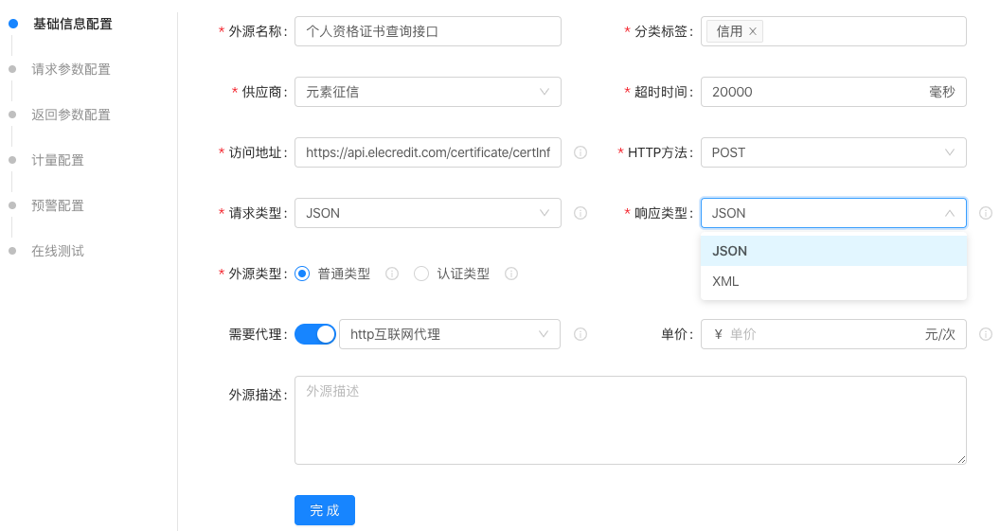 基础信息配置
请求参数配置
返回参数配置
计量配置
预警配置
在线测试
* 外源名称: 个人资格证书查询接口
* 分类标签: 信用 ×
* 供应商: 元素征信
* 超时时间: 20000 毫秒
* 访问地址: https://api.elecredit.com/certificate/certInf
* HTTP方法: POST
* 请求类型: JSON
* 响应类型: JSON
JSON
XML
* 外源类型: 普通类型 认证类型
需要代理: http互联网代理
单价: ¥ 单价 元/次
外源描述: 外源描述
完 成